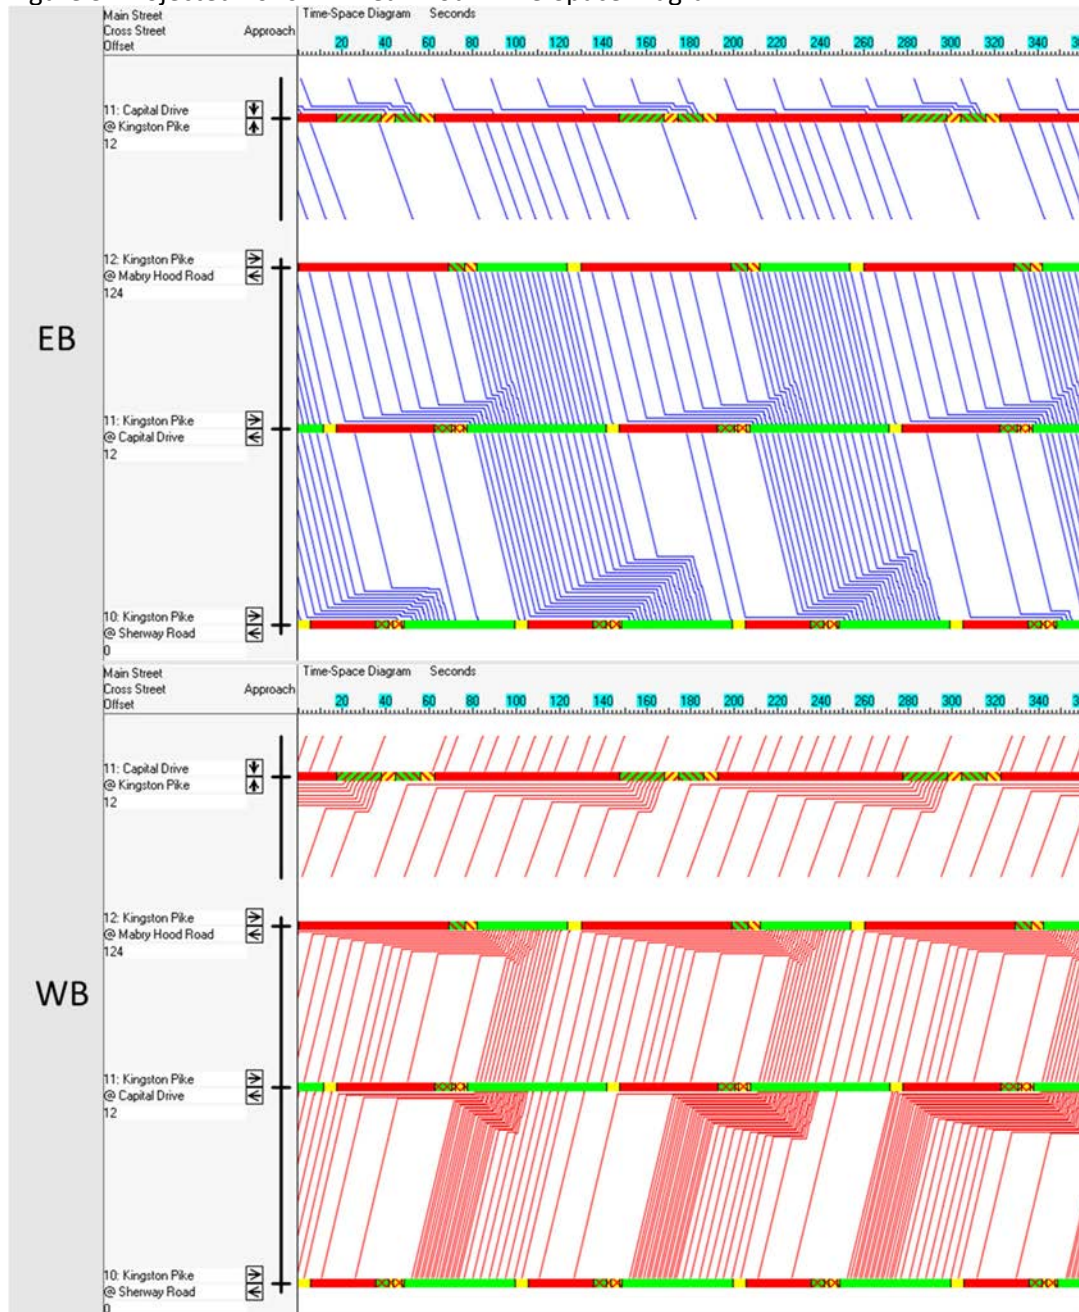 Main Street
Cross Street
Offset
Approach
Time-Space Diagram Seconds
20 40 60 80 100 120 140 160 180 200 220 240 260 280 300 320
11: Capital Drive
@ Kingston Pike
12
12: Kingston Pike
@ Mabry Hood Road
124
EB
11: Kingston Pike
@ Capital Drive
12
10: Kingston Pike
@ Sherway Road
0
Main Street
Cross Street
Offset
Approach
Time-Space Diagram Seconds
20 40 60 80 100 120 140 160 180 200 220 240 260 280 300 320 340
11: Capital Drive
@ Kingston Pike
12
12: Kingston Pike
@ Mabry Hood Road
124
WB
11: Kingston Pike
@ Capital Drive
12
10: Kingston Pike
@ Sherway Road
0